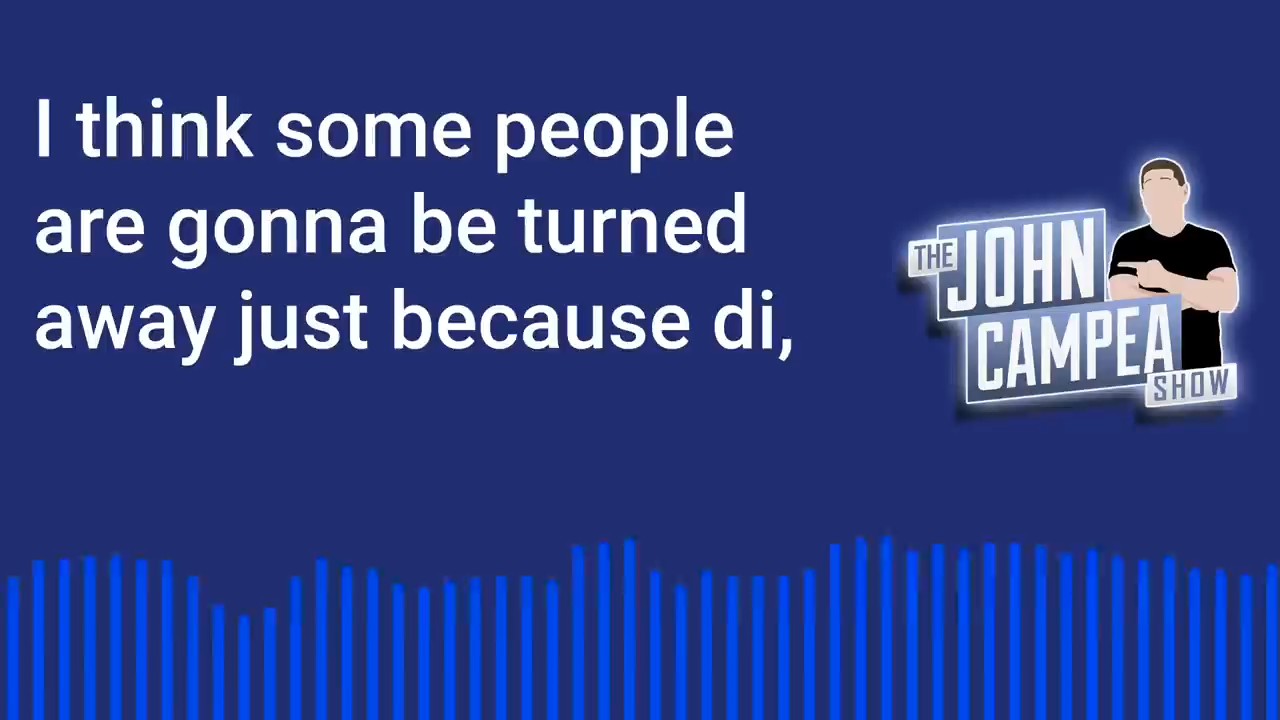 I think some people
are gonna be turned
away just because di,
THE
JOHN
CAMPEA
SHOW